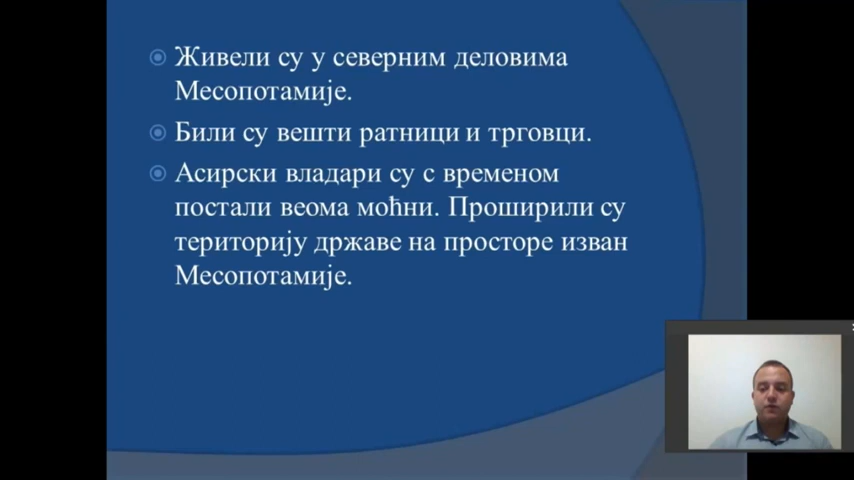 Живели су у северним деловима
Месопотамије.
Били су вешти ратници и трговци.
Асирски владари су с временом
постали веома моћни. Проширили су
територију државе на просторе изван
Месопотамије.